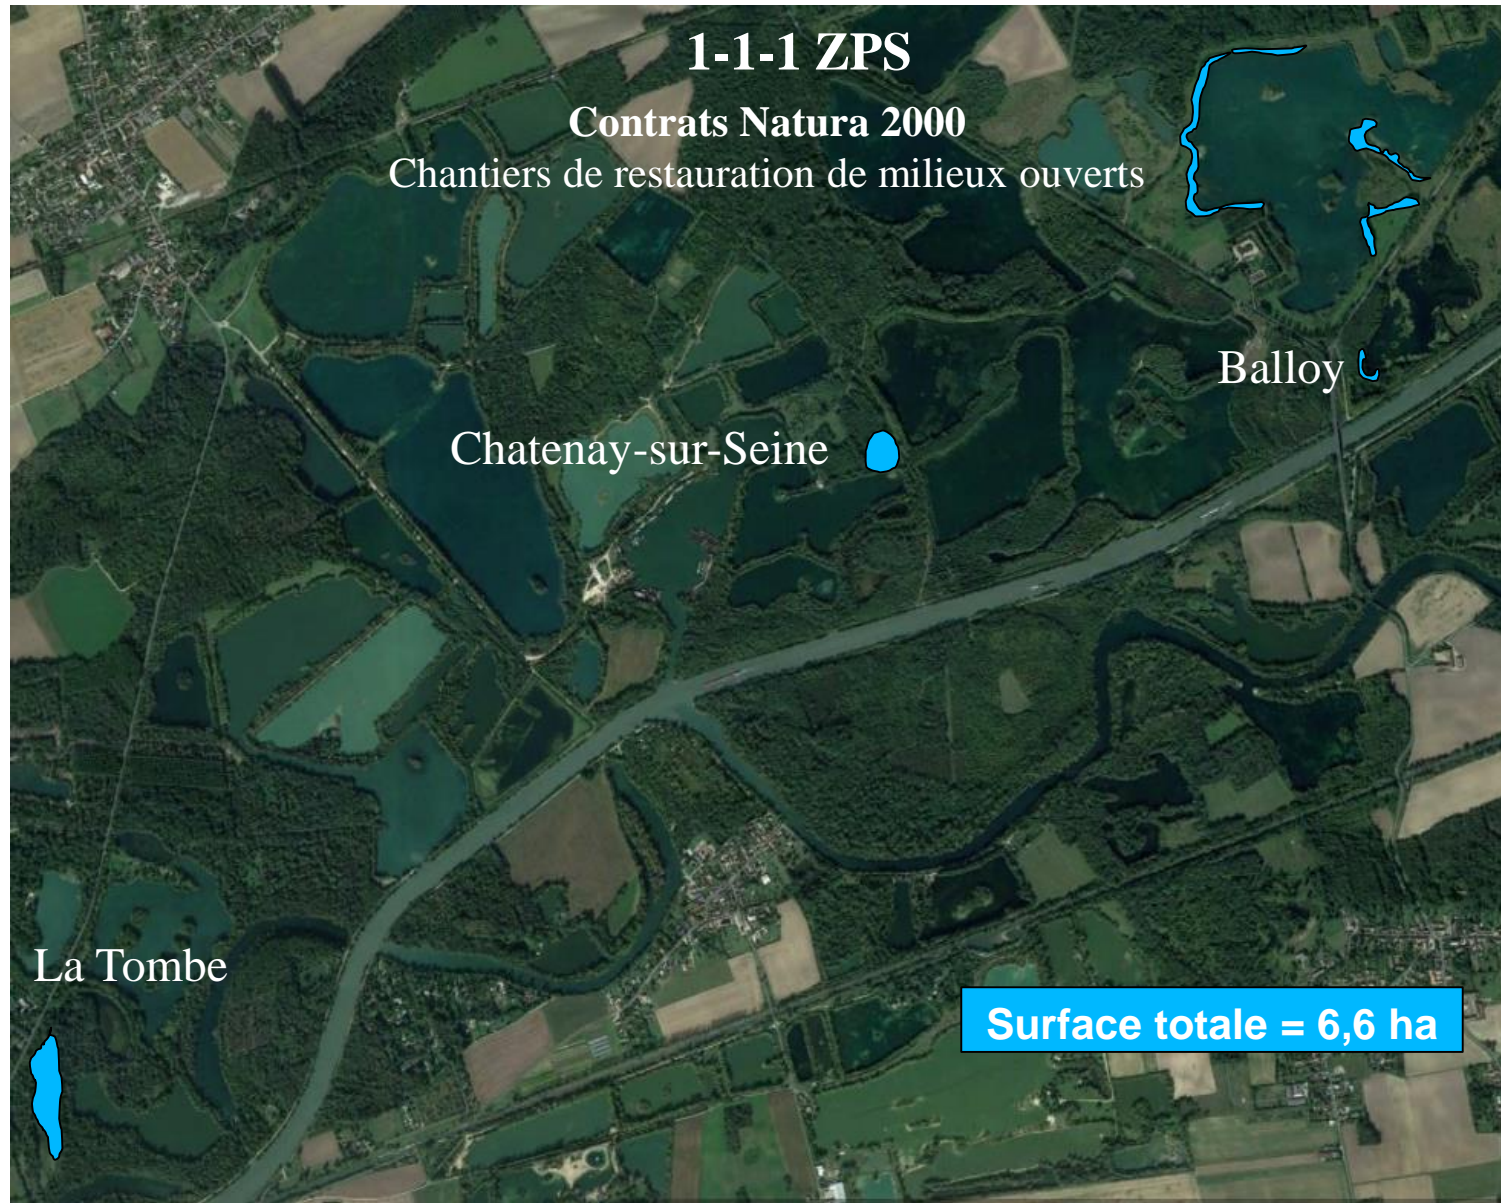 1-1-1 ZPS
Contrats Natura 2000
Chantiers de restauration de milieux ouverts
Balloy
Chatenay-sur-Seine
La Tombe
Surface totale = 6,6 ha